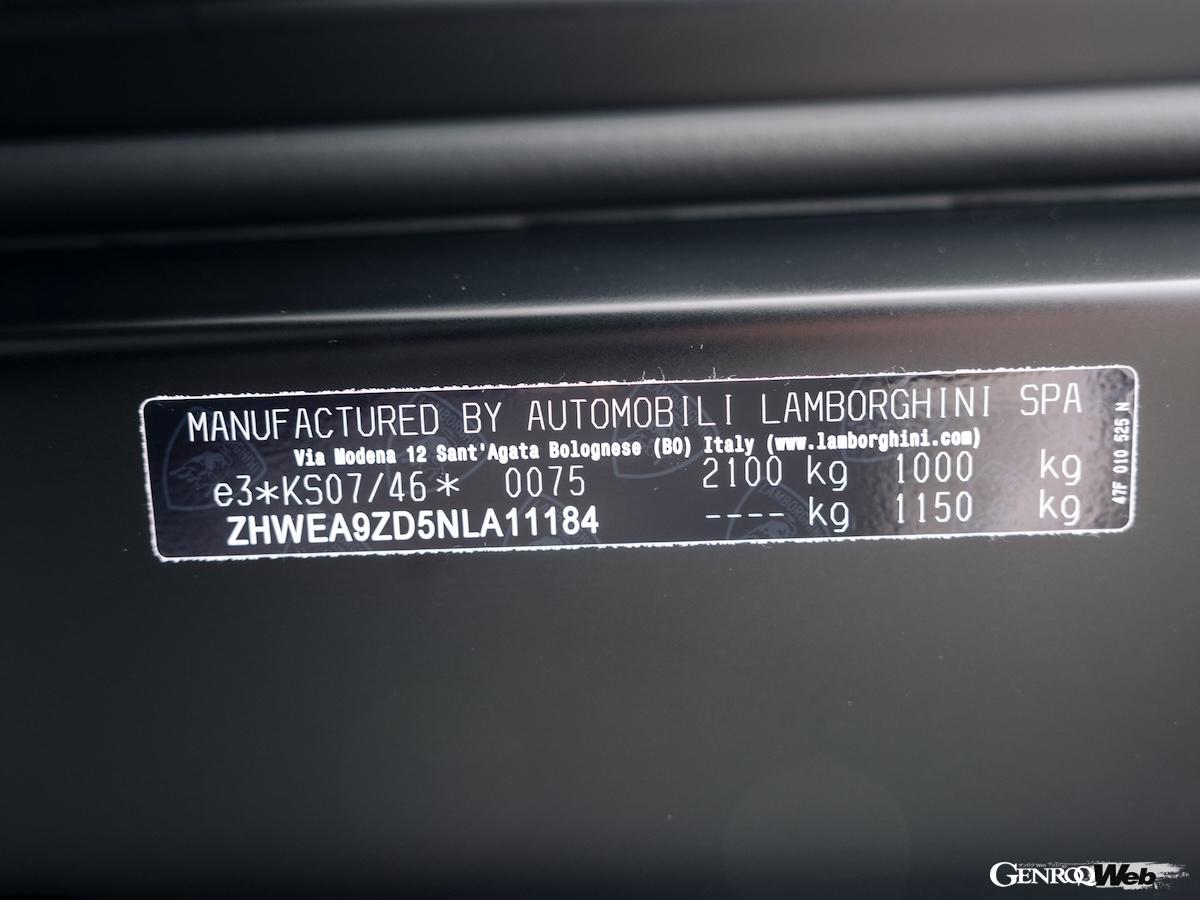 MANUFACTURED BY AUTOMOBILI LAMBORGHINI SPA
Via Modena 12 Sant'Agata Bolognese (BO) Italy (www.lamborghini.com)
e3*KS07/46* 0075 2100 kg 1000 kg
ZHWEA9ZD5NLA11184 ---- kg 1150 kg
47F 010 525 N
GENROQ Web